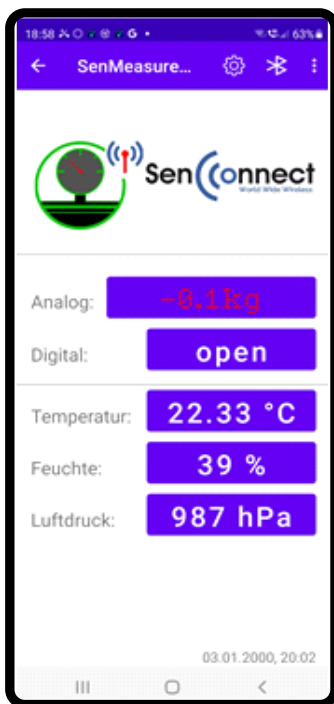 18:58
63%
SenMeasure...
SenConnect
World Wide Wireless
Analog: -0.1kg
Digital: open
Temperatur: 22.33 °C
Feuchte: 39 %
Luftdruck: 987 hPa
03.01.2000, 20:02